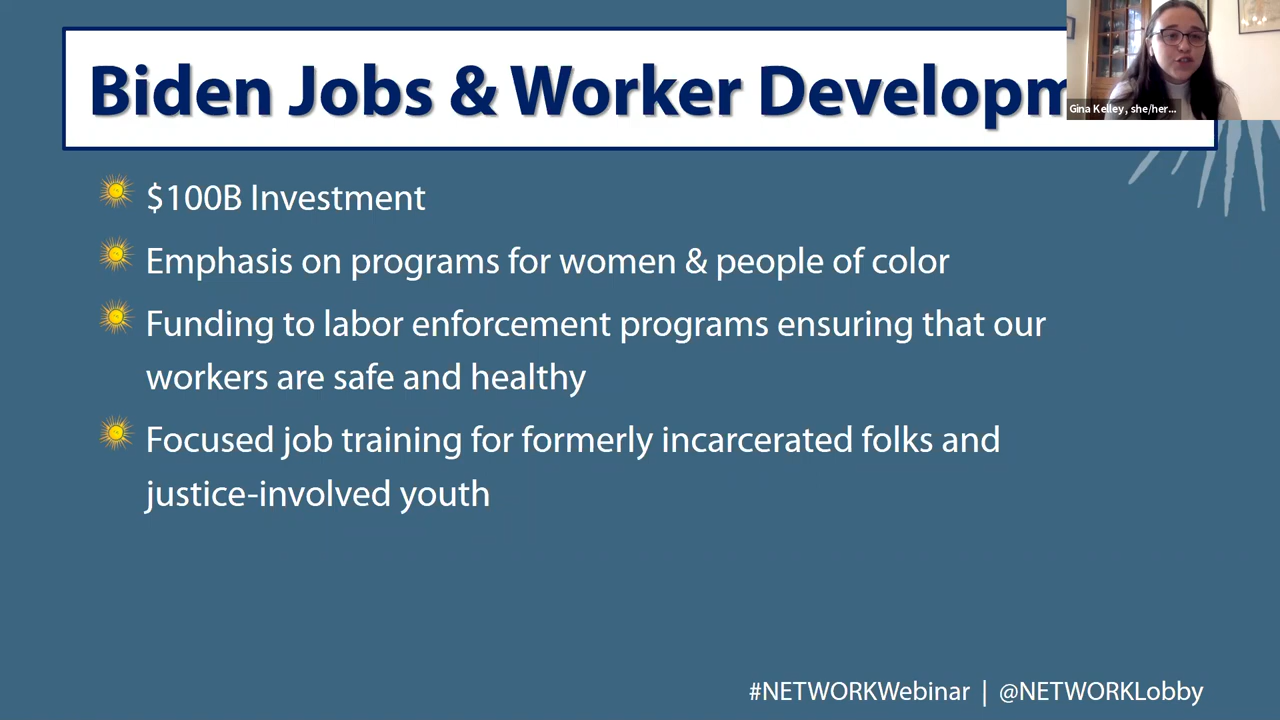 Biden Jobs & Worker Developm
Gina Kelley, she/her...
$100B Investment
Emphasis on programs for women & people of color
Funding to labor enforcement programs ensuring that our
workers are safe and healthy
Focused job training for formerly incarcerated folks and
justice-involved youth
#NETWORKWebinar | @NETWORKLobby